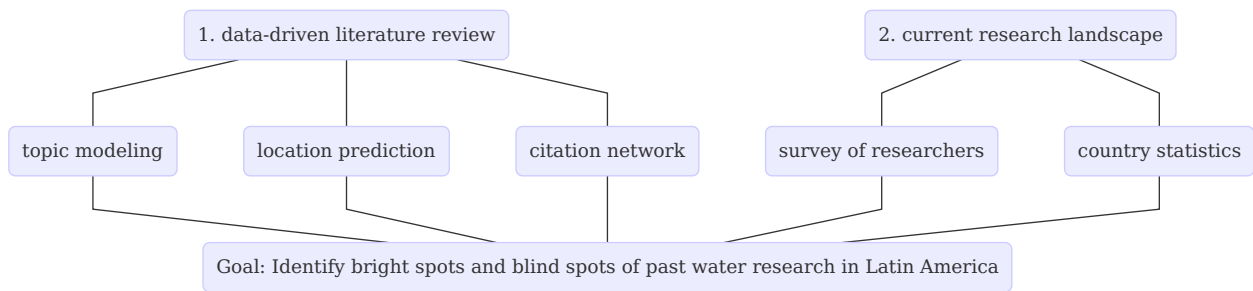 1. data-driven literature review
2. current research landscape
topic modeling
location prediction
citation network
survey of researchers
country statistics
Goal: Identify bright spots and blind spots of past water research in Latin America